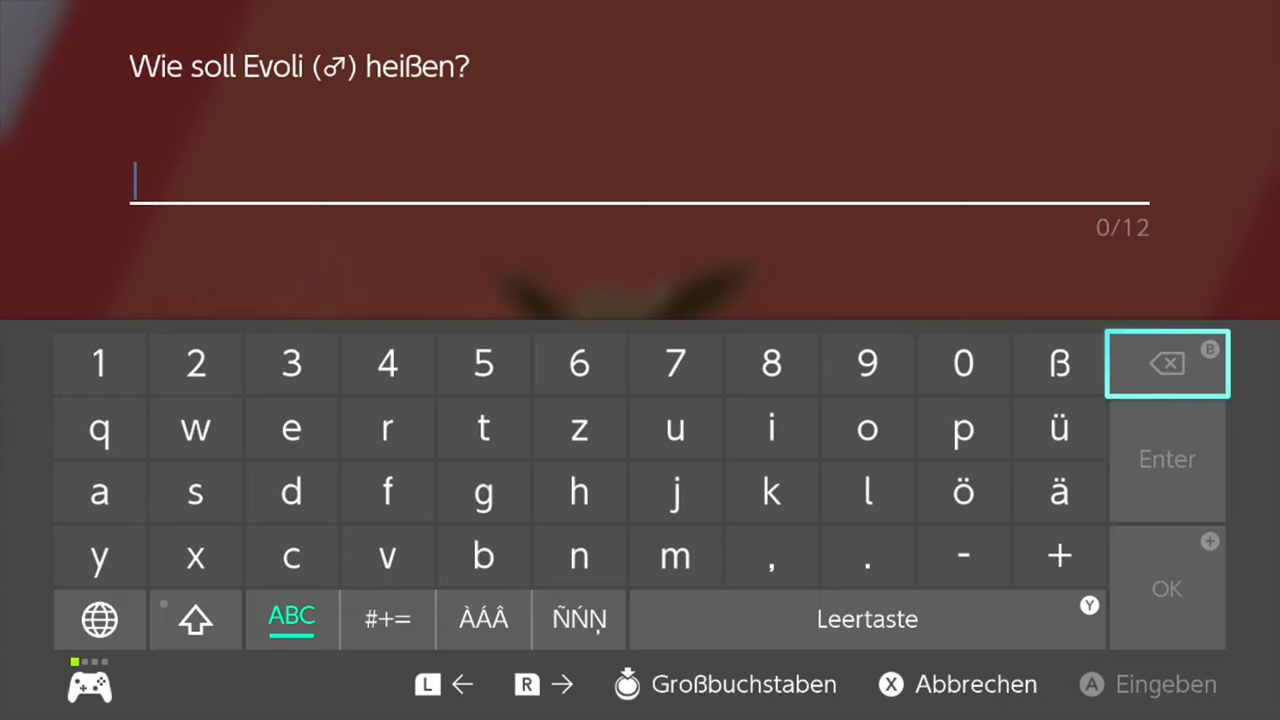 Wie soll Evoli (♂) heißen?
0/12
1 2 3 4 5 6 7 8 9 0 ß B
q w e r t z u i o p ü
Enter
a s d f g h j k l ö ä
y x c v b n m , . - + +
OK
ABC #+= ÀÁÂ ÑŃŅ Leertaste Y
L ← R → Großbuchstaben X Abbrechen A Eingeben